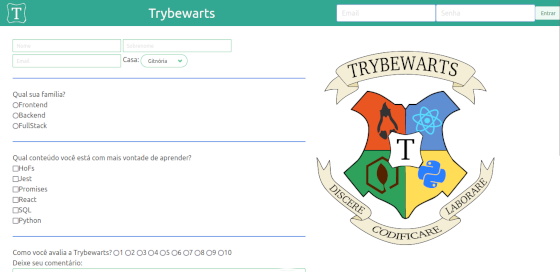 T
Trybewarts
Email
Senha
Entrar
Nome
Sobrenome
Email
Casa: Gitnória
Qual sua família?
Frontend
Backend
FullStack
Qual conteúdo você está com mais vontade de aprender?
HoFs
Jest
Promises
React
SQL
Python
Como você avalia a Trybewarts? 1 2 3 4 5 6 7 8 9 10
Deixe seu comentário:
TRYBEWARTS
T
DISCERE
CODIFICARE
LABORARE